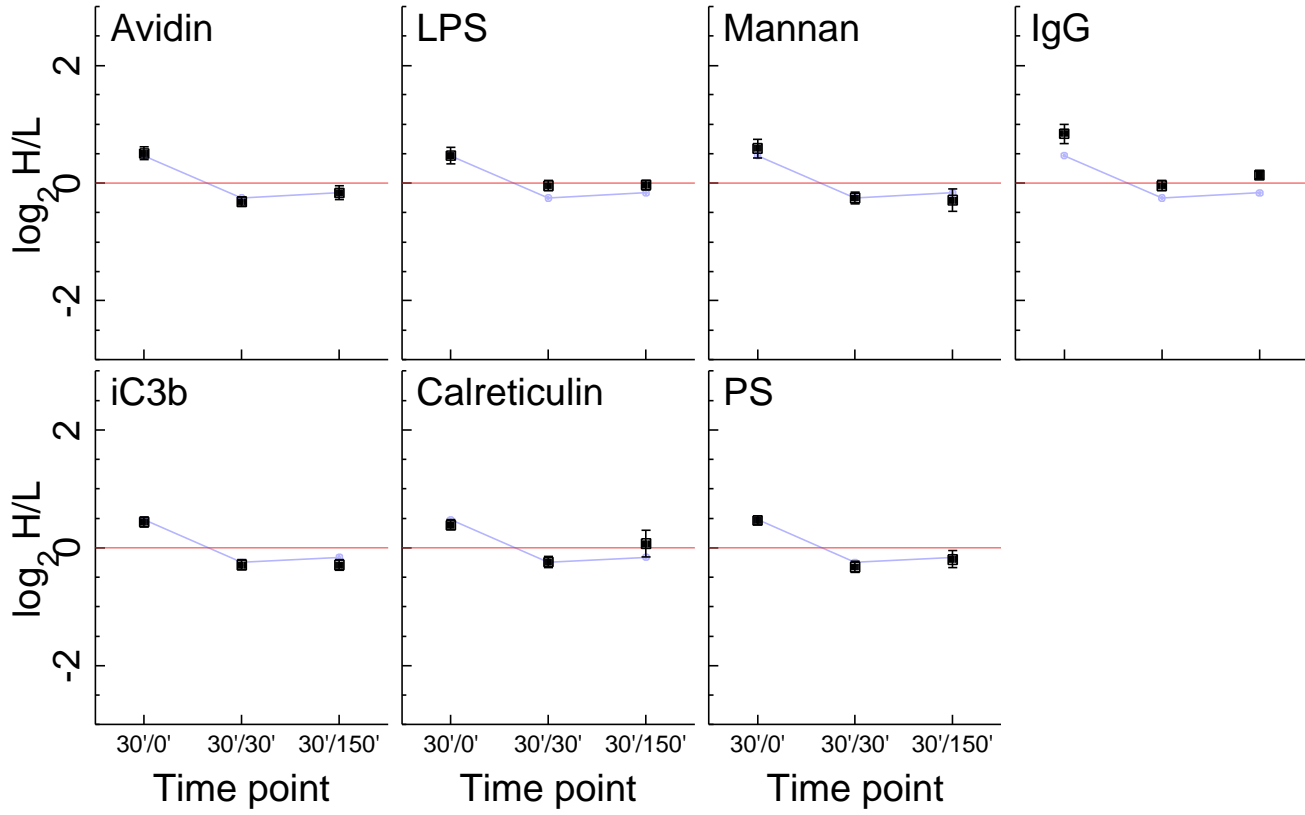 Avidin LPS Mannan IgG
2
0
-2
log2 H/L
iC3b Calreticulin PS
2
0
-2
log2 H/L
30'/0' 30'/30' 30'/150' 30'/0' 30'/30' 30'/150' 30'/0' 30'/30' 30'/150'
Time point Time point Time point